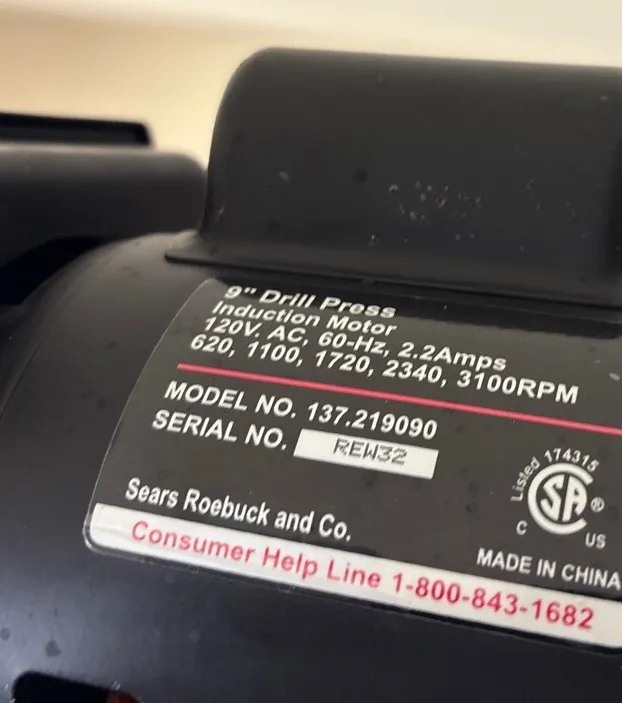 9" Drill Press
Induction Motor
120V. AC, 60-Hz, 2.2Amps
620, 1100, 1720, 2340, 3100RPM
MODEL NO. 137.219090
SERIAL NO. REW32
Listed 174315
SA ®
C US
Sears Roebuck and Co.
MADE IN CHINA
Consumer Help Line 1-800-843-1682